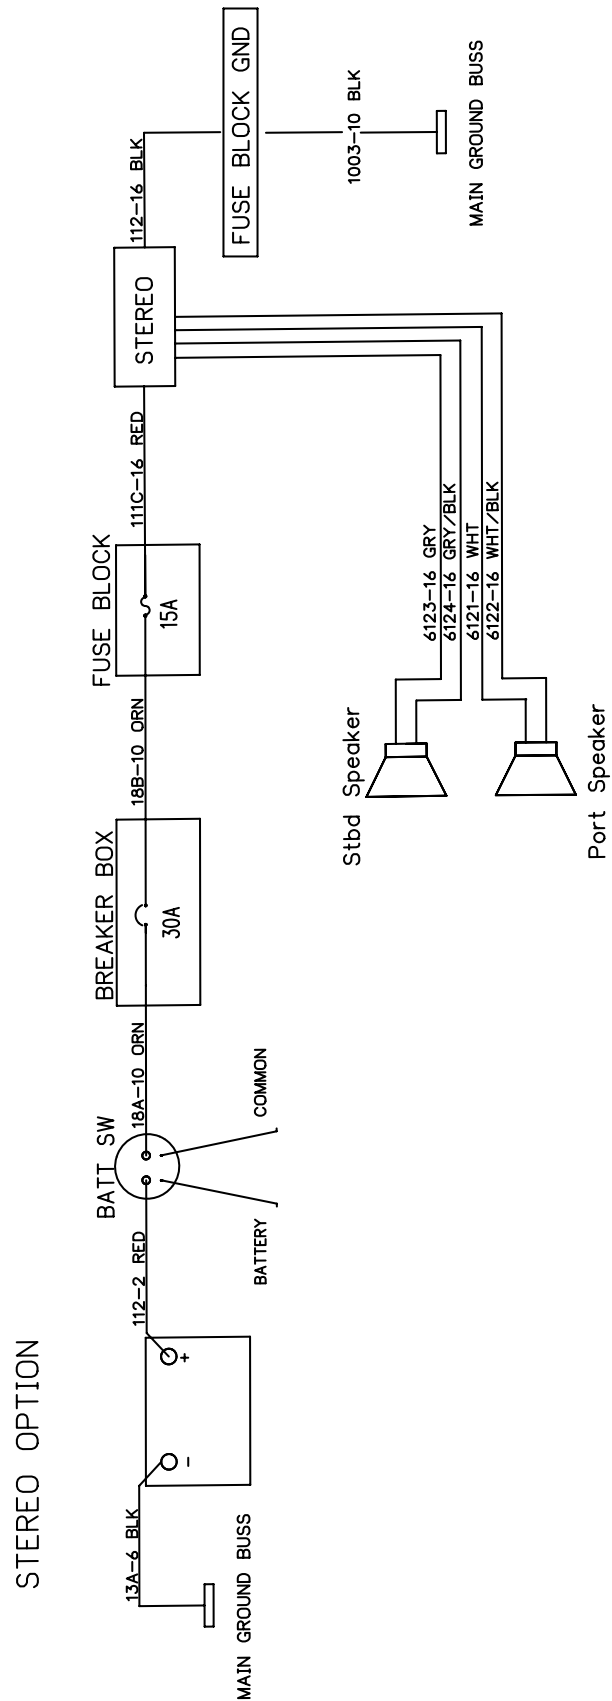 STEREO OPTION
13A-6 BLK
MAIN GROUND BUSS
-
+
112-2 RED
BATT SW
BATTERY
COMMON
18A-10 ORN
BREAKER BOX
30A
18B-10 ORN
FUSE BLOCK
15A
111C-16 RED
STEREO
112-16 BLK
FUSE BLOCK GND
1003-10 BLK
MAIN GROUND BUSS
6123-16 GRY
6124-16 GRY/BLK
6121-16 WHT
6122-16 WHT/BLK
Stbd Speaker
Port Speaker